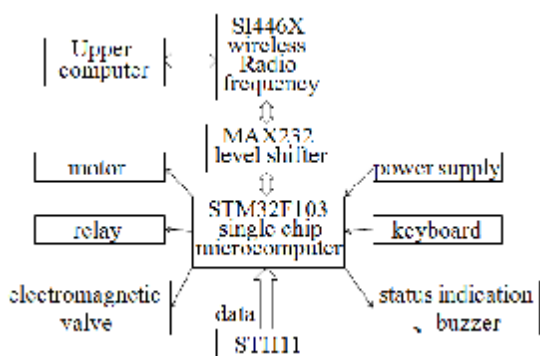 SI446X
wireless
Radio
frequency
Upper
computer
MAX232
level shifter
motor
power supply
STM32F103
single chip
microcomputer
relay
keyboard
electromagnetic
valve
status indication
buzzer
data